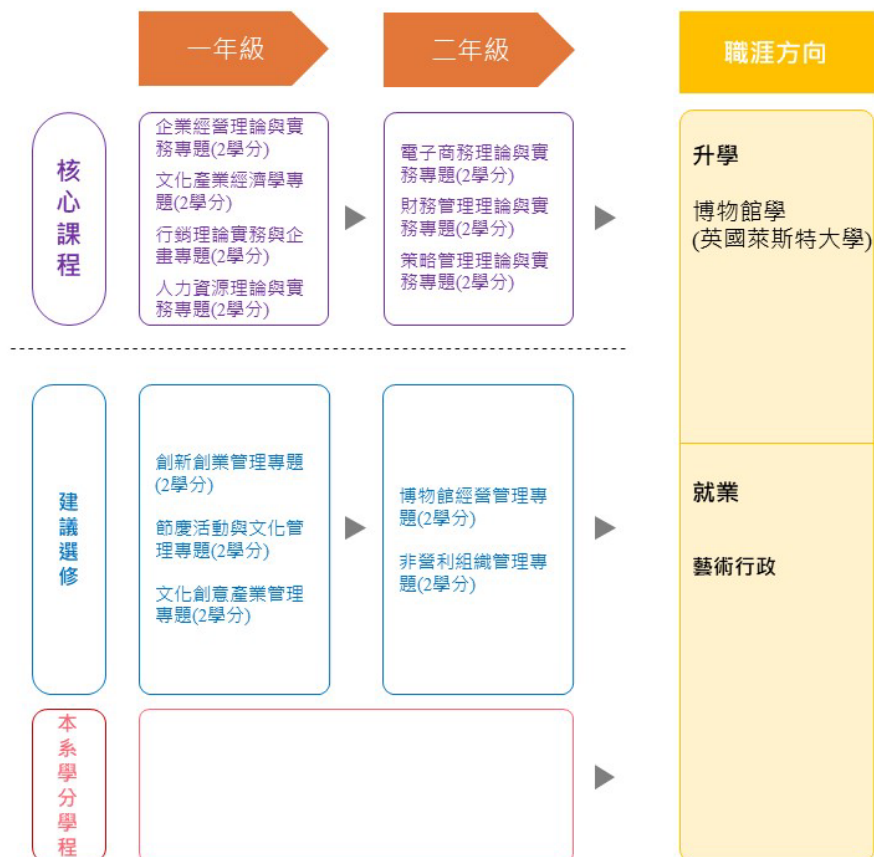 一年級
二年級
職涯方向
核心課程
企業經營理論與實
務專題(2學分)
文化產業經濟學專
題(2學分)
行銷理論實務與企
畫專題(2學分)
人力資源理論與實
務專題(2學分)
電子商務理論與實
務專題(2學分)
財務管理理論與實
務專題(2學分)
策略管理理論與實
務專題(2學分)
升學
博物館學
(英國萊斯特大學)
建議選修
創新創業管理專題
(2學分)
節慶活動與文化管
理專題(2學分)
文化創意產業管理
專題(2學分)
博物館經營管理專
題(2學分)
非營利組織管理專
題(2學分)
就業
藝術行政
本系學分學程